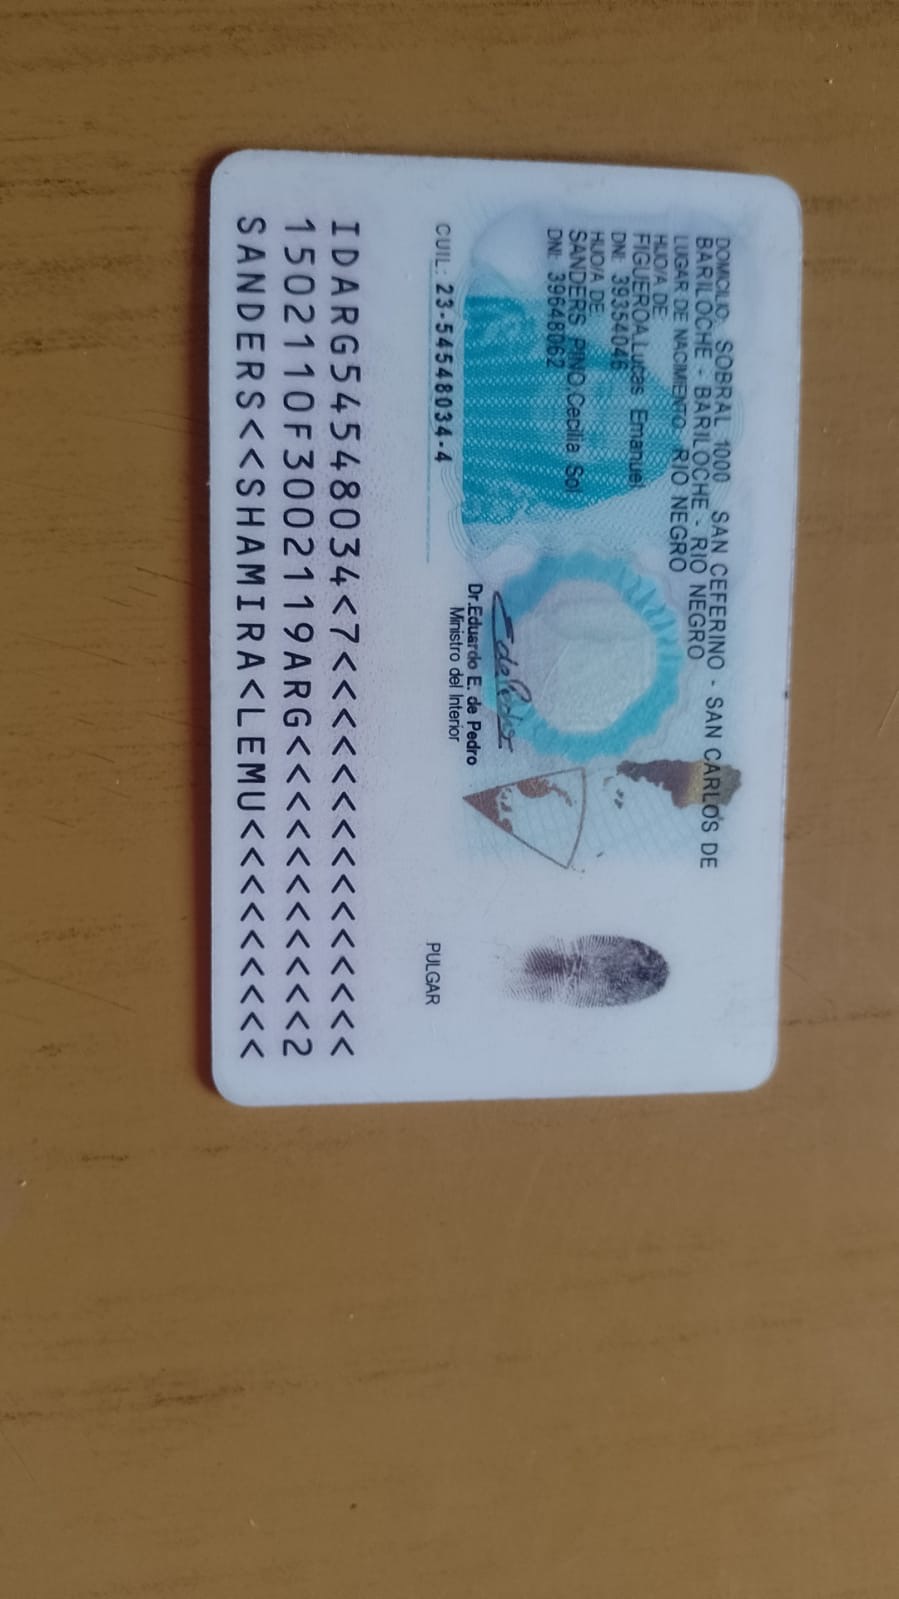 DOMICILIO: SOBRAL 1000 SAN CEFERINO - SAN CARLOS DE
BARILOCHE - BARILOCHE - RIO NEGRO
LUGAR DE NACIMIENTO: RIO NEGRO
HIJO/A DE:
FIGUEROA,Lucas Emanuel
DNI: 39354046
HIJO/A DE:
SANDERS PINO,Cecilia Sol
DNI: 39648062
Dr.Eduardo E. de Pedro
Ministro del Interior
CUIL: 23-54548034-4
PULGAR
IDARG54548034<7<<<<<<<<<<<<<<<
1502110F3002119ARG<<<<<<<<<<<2
SANDERS<<SHAMIRA<LEMU<<<<<<<<<